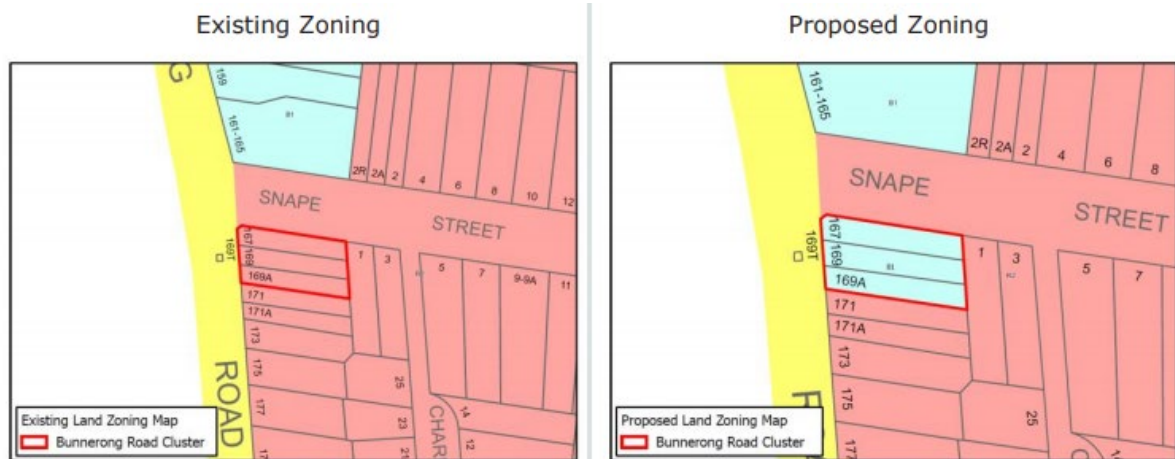 Existing Zoning
G
159
161-165
B1
2R 2A 2 4 6 8 10 12
SNAPE
STREET
169T
167 169
169A
1 3
5 7 9-9A 11
171
171A
173
175
177
25
23
21
14
12
ROAD
CHAR
Existing Land Zoning Map
Bunnerong Road Cluster
Proposed Zoning
161-165
B1
2R 2A 2 4 6 8
SNAPE
STREET
169T
167 169
B1
169A
1 3
R2
5 7
171
171A
173
175
177
25
Proposed Land Zoning Map
Bunnerong Road Cluster